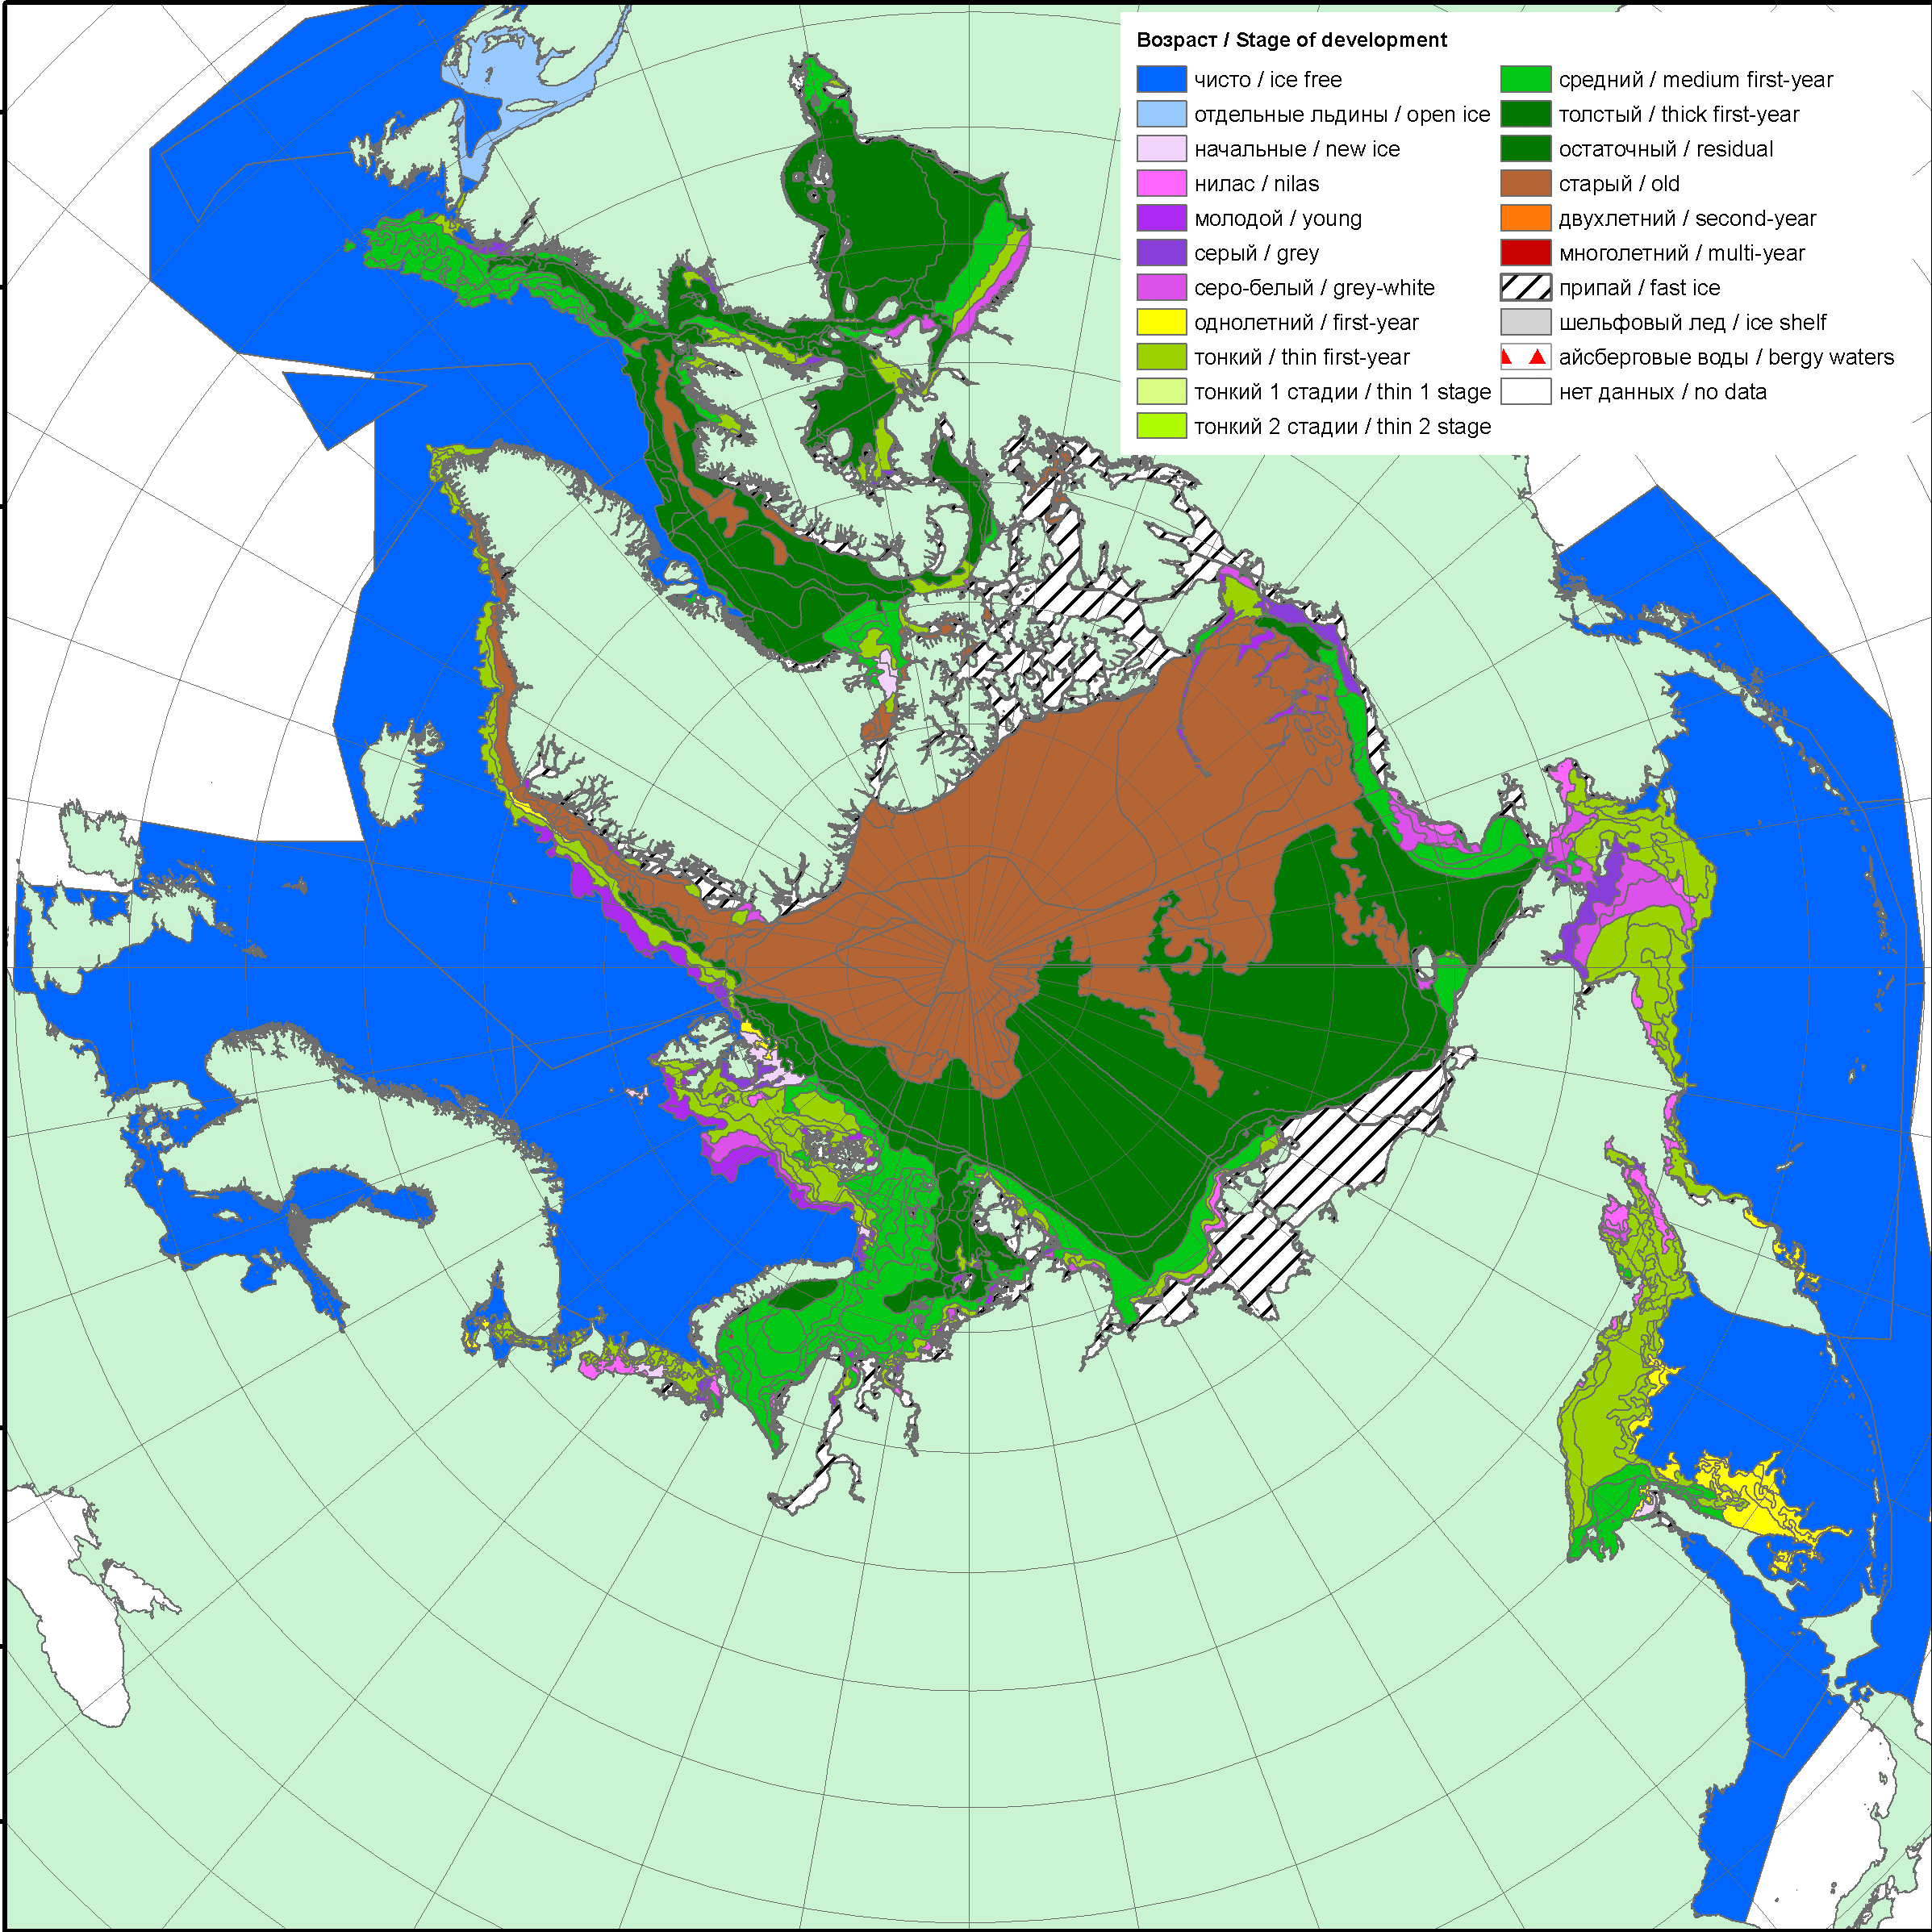 Возраст / Stage of development
чисто / ice free
отдельные льдины / open ice
начальные / new ice
нилас / nilas
молодой / young
серый / grey
серо-белый / grey-white
однолетний / first-year
тонкий / thin first-year
тонкий 1 стадии / thin 1 stage
тонкий 2 стадии / thin 2 stage
средний / medium first-year
толстый / thick first-year
остаточный / residual
старый / old
двухлетний / second-year
многолетний / multi-year
припай / fast ice
шельфовый лед / ice shelf
айсберговые воды / bergy waters
нет данных / no data